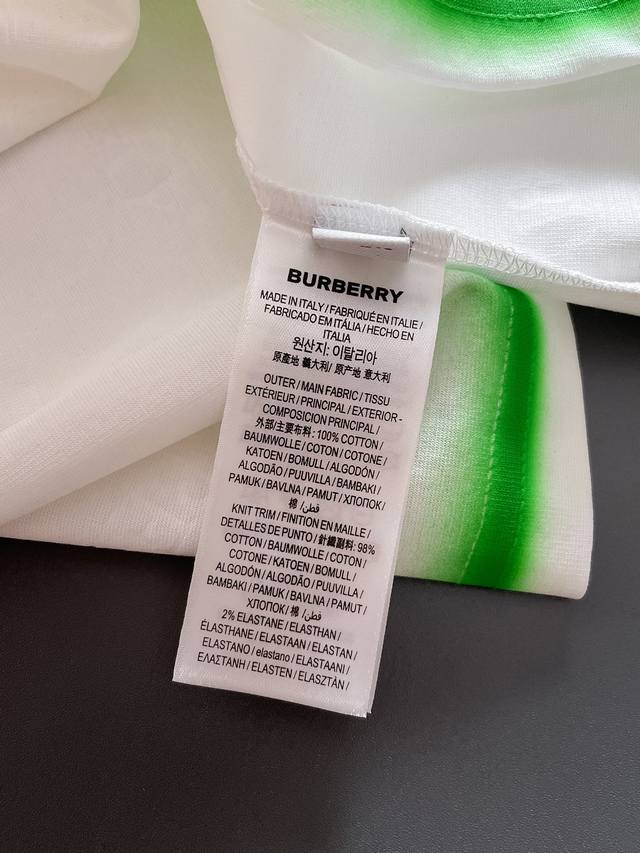 BURBERRY
MADE IN ITALY / FABRIQUÉ EN ITALIE /
FABRICADO EM ITÁLIA / HECHO EN
ITALIA
원산지: 이탈리아
原產地 義大利/ 原产地 意大利
OUTER / MAIN FABRIC / TISSU
EXTÉRIEUR / PRINCIPAL / EXTERIOR -
COMPOSICION PRINCIPAL /
外部/主要布料: 100% COTTON /
BAUMWOLLE / COTON / COTONE /
KATOEN / BOMULL / ALGODÓN /
ALGODÃO / PUUVILLA / BAMBAKI /
PAMUK / BAVLNA / PAMUT / ХЛОПОК /
棉 /قطن/
KNIT TRIM / FINITION EN MAILLE /
DETALLES DE PUNTO / 針織副料: 98%
COTTON / BAUMWOLLE / COTON /
COTONE / KATOEN / BOMULL /
ALGODÓN / ALGODÃO / PUUVILLA /
BAMBAKI / PAMUK / BAVLNA / PAMUT /
ХЛОПОК / 棉 /قطن/
2% ELASTANE / ELASTHAN /
ÉLASTHANE / ELASTAAN / ELASTAN /
ELASTANO / elastano / ELASTAANI /
ΕΛΑΣΤΑΝΗ / ELASTEN / ELASZTÁN /